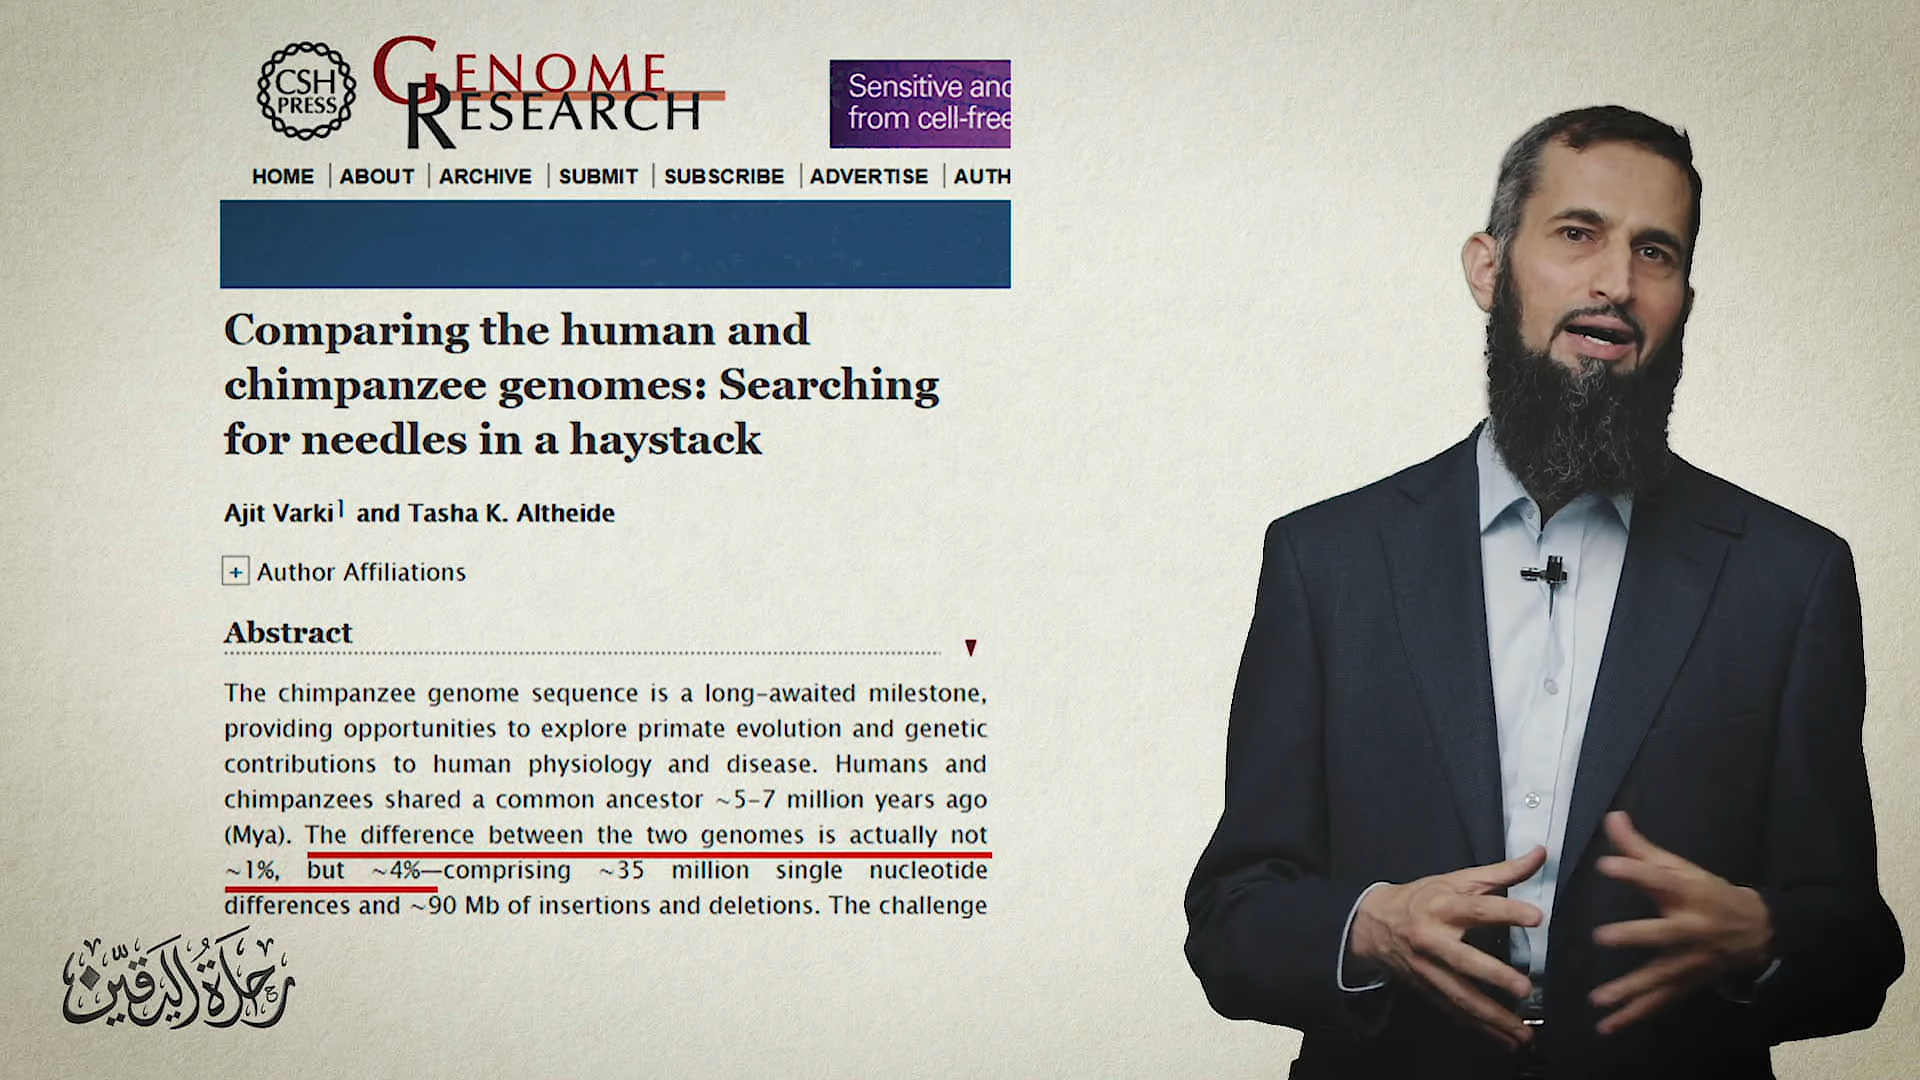 CSH
PRESS
GENOME
RESEARCH
Sensitive and
from cell-free
HOME | ABOUT | ARCHIVE | SUBMIT | SUBSCRIBE | ADVERTISE | AUTH
Comparing the human and
chimpanzee genomes: Searching
for needles in a haystack
Ajit Varki1 and Tasha K. Altheide
+ Author Affiliations
Abstract
The chimpanzee genome sequence is a long-awaited milestone,
providing opportunities to explore primate evolution and genetic
contributions to human physiology and disease. Humans and
chimpanzees shared a common ancestor ~5–7 million years ago
(Mya). The difference between the two genomes is actually not
~1%, but ~4%—comprising ~35 million single nucleotide
differences and ~90 Mb of insertions and deletions. The challenge
رحلة اليقين